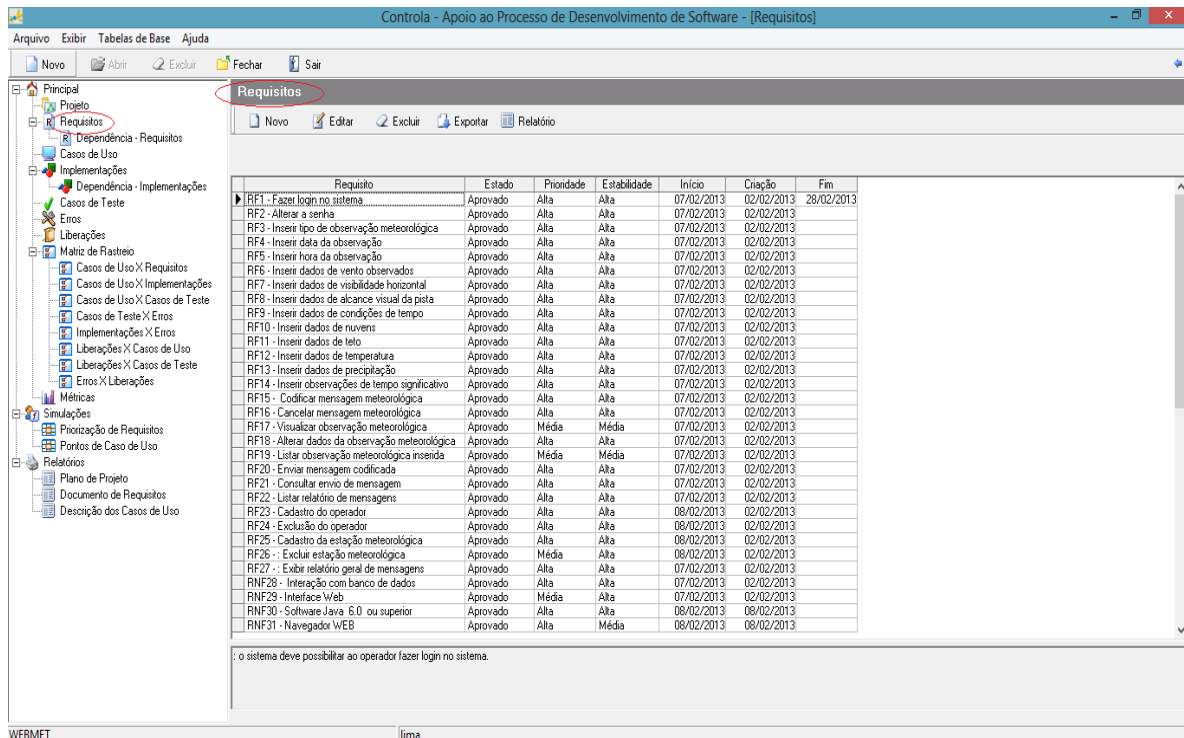 Controla - Apoio ao Processo de Desenvolvimento de Software - [Requisitos]
Arquivo Exibir Tabelas de Base Ajuda
Novo Abrir Excluir Fechar Sair
Principal
Projeto
Requisitos
Dependência - Requisitos
Casos de Uso
Implementações
Dependência - Implementações
Casos de Teste
Erros
Liberações
Matriz de Rastreio
Casos de Uso X Requisitos
Casos de Uso X Implementações
Casos de Uso X Casos de Teste
Casos de Teste X Erros
Implementações X Erros
Liberações X Casos de Uso
Liberações X Casos de Teste
Erros X Liberações
Métricas
Simulações
Priorização de Requisitos
Pontos de Caso de Uso
Relatórios
Plano de Projeto
Documento de Requisitos
Descrição dos Casos de Uso
Requisitos
Novo Editar Excluir Exportar Relatório
Requisito Estado Prioridade Estabilidade Início Criação Fim
RF1 - Fazer login no sistema Aprovado Alta Alta 07/02/2013 02/02/2013 28/02/2013
RF2 - Alterar a senha Aprovado Alta Alta 07/02/2013 02/02/2013
RF3 - Inserir tipo de observação meteorológica Aprovado Alta Alta 07/02/2013 02/02/2013
RF4 - Inserir data da observação Aprovado Alta Alta 07/02/2013 02/02/2013
RF5 - Inserir hora da observação Aprovado Alta Alta 07/02/2013 02/02/2013
RF6 - Inserir dados de vento observados Aprovado Alta Alta 07/02/2013 02/02/2013
RF7 - Inserir dados de visibilidade horizontal Aprovado Alta Alta 07/02/2013 02/02/2013
RF8 - Inserir dados de alcance visual da pista Aprovado Alta Alta 07/02/2013 02/02/2013
RF9 - Inserir dados de condições de tempo Aprovado Alta Alta 07/02/2013 02/02/2013
RF10 - Inserir dados de nuvens Aprovado Alta Alta 07/02/2013 02/02/2013
RF11 - Inserir dados de teto Aprovado Alta Alta 07/02/2013 02/02/2013
RF12 - Inserir dados de temperatura Aprovado Alta Alta 07/02/2013 02/02/2013
RF13 - Inserir dados de precipitação Aprovado Alta Alta 07/02/2013 02/02/2013
RF14 - Inserir observações de tempo significativo Aprovado Alta Alta 07/02/2013 02/02/2013
RF15 - Codificar mensagem meteorológica Aprovado Alta Alta 07/02/2013 02/02/2013
RF16 - Cancelar mensagem meteorológica Aprovado Alta Alta 07/02/2013 02/02/2013
RF17 - Visualizar observação meteorológica Aprovado Média Média 07/02/2013 02/02/2013
RF18 - Alterar dados da observação meteorológica Aprovado Alta Alta 07/02/2013 02/02/2013
RF19 - Listar observação meteorológica inserida Aprovado Média Média 07/02/2013 02/02/2013
RF20 - Enviar mensagem codificada Aprovado Alta Alta 07/02/2013 02/02/2013
RF21 - Consultar envio de mensagem Aprovado Alta Alta 07/02/2013 02/02/2013
RF22 - Listar relatório de mensagens Aprovado Alta Alta 07/02/2013 02/02/2013
RF23 - Cadastro do operador Aprovado Alta Alta 08/02/2013 02/02/2013
RF24 - Exclusão do operador Aprovado Alta Alta 08/02/2013 02/02/2013
RF25 - Cadastro da estação meteorológica Aprovado Alta Alta 08/02/2013 02/02/2013
RF26 - : Excluir estação meteorológica Aprovado Média Alta 08/02/2013 02/02/2013
RF27 - : Exibir relatório geral de mensagens Aprovado Alta Alta 08/02/2013 02/02/2013
RNF28 - Interação com banco de dados Aprovado Alta Alta 07/02/2013 02/02/2013
RNF29 - Interface Web Aprovado Média Alta 07/02/2013 02/02/2013
RNF30 - Software Java 6.0 ou superior Aprovado Alta Alta 08/02/2013 08/02/2013
RNF31 - Navegador WEB Aprovado Alta Média 08/02/2013 08/02/2013
: o sistema deve possibilitar ao operador fazer login no sistema.
WEBMET lima